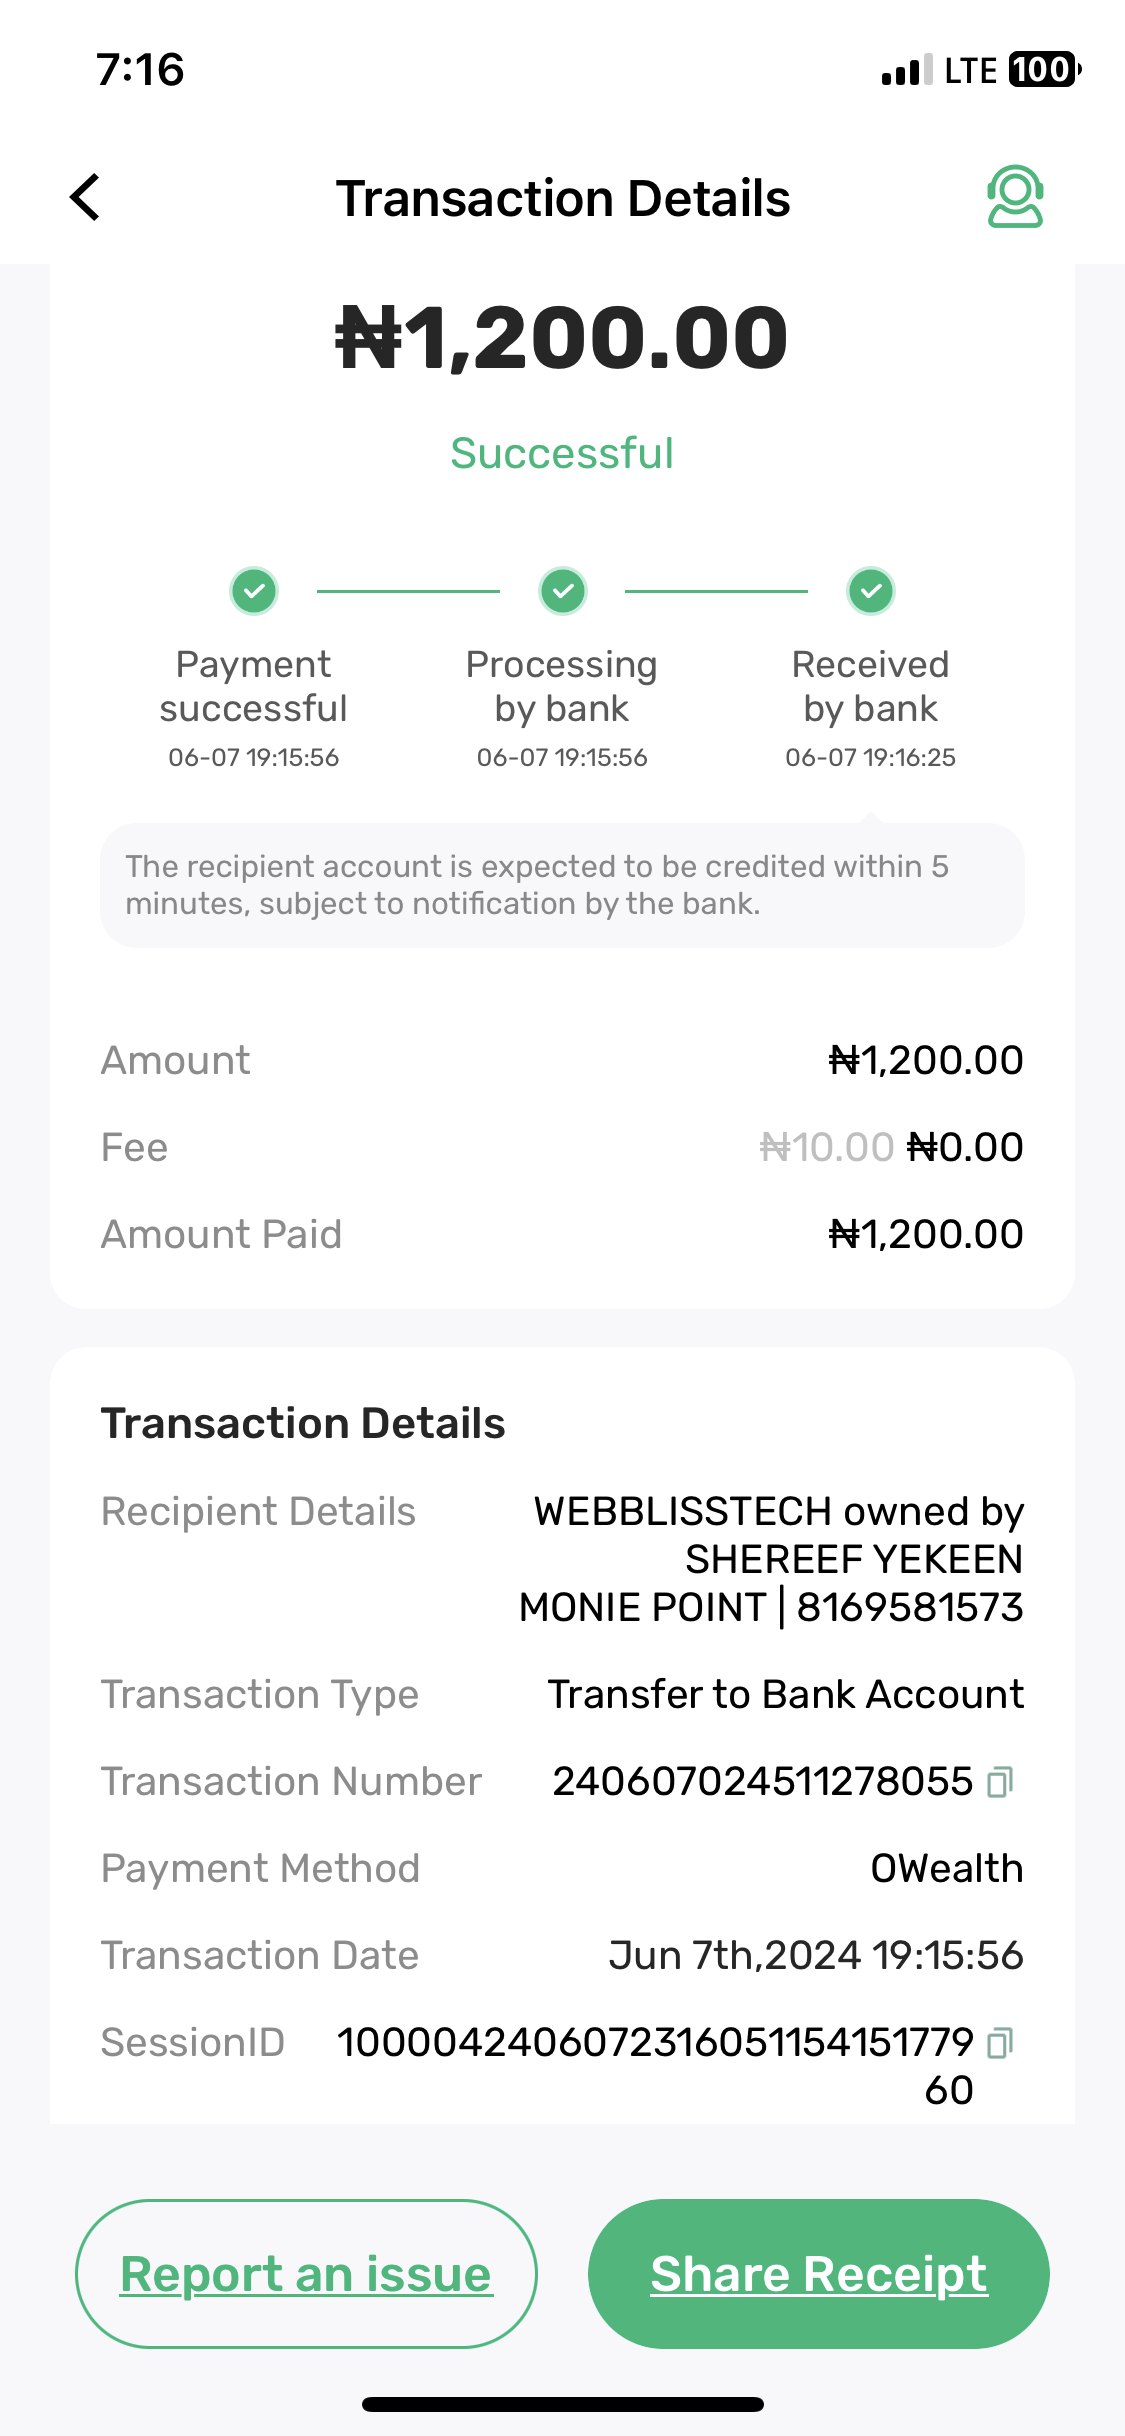 7:16
LTE 100
Transaction Details
₦1,200.00
Successful
Payment successful
06-07 19:15:56
Processing by bank
06-07 19:15:56
Received by bank
06-07 19:16:25
The recipient account is expected to be credited within 5
minutes, subject to notification by the bank.
Amount ₦1,200.00
Fee ₦10.00 ₦0.00
Amount Paid ₦1,200.00
Transaction Details
Recipient Details WEBBLISSTECH owned by
SHEREEF YEKEEN
MONIE POINT | 8169581573
Transaction Type Transfer to Bank Account
Transaction Number 240607024511278055
Payment Method OWealth
Transaction Date Jun 7th,2024 19:15:56
SessionID 1000042406072316051154151779
60
Report an issue
Share Receipt